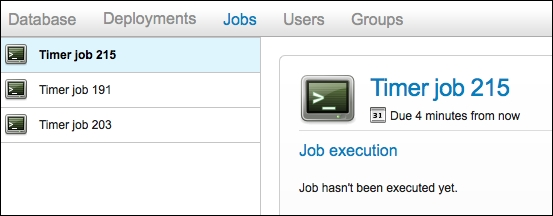 Database Deployments Jobs Users Groups
Timer job 215
Timer job 191
Timer job 203
>_ Timer job 215
31 Due 4 minutes from now
Job execution
Job hasn't been executed yet.